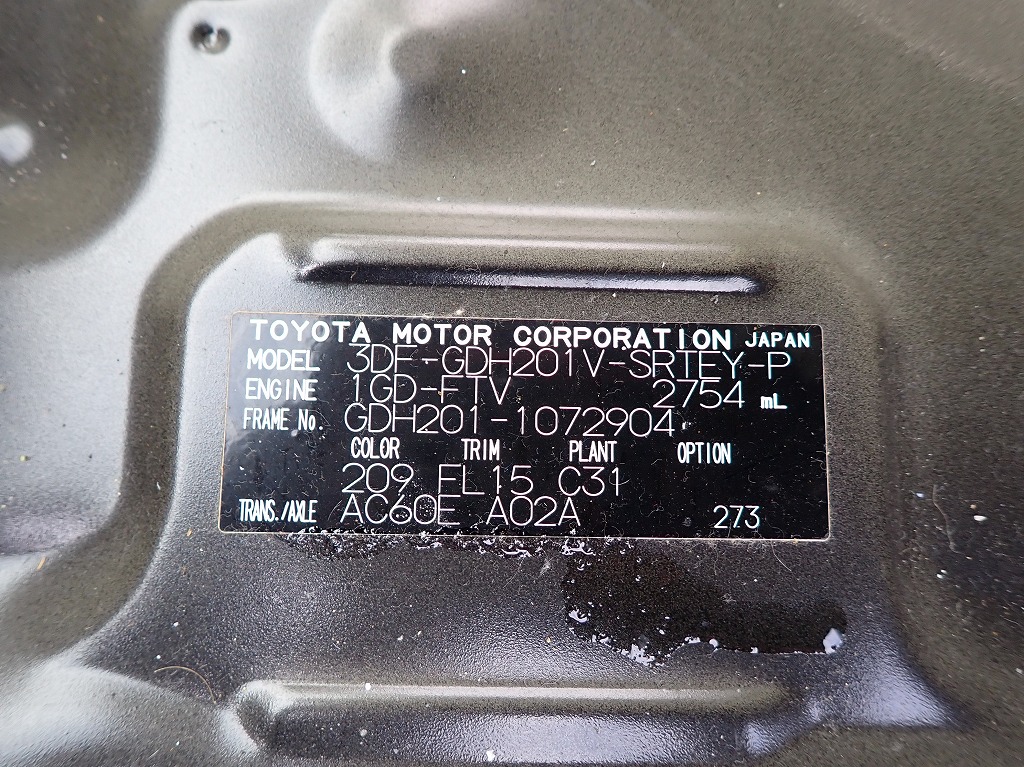 TOYOTA MOTOR CORPORATION JAPAN
MODEL 3DF-GDH201V-SRTEY-P
ENGINE 1GD-FTV 2754 mL
FRAME No. GDH201-1072904
COLOR TRIM PLANT OPTION
209 FL15 C31
TRANS./AXLE AC60E A02A 273